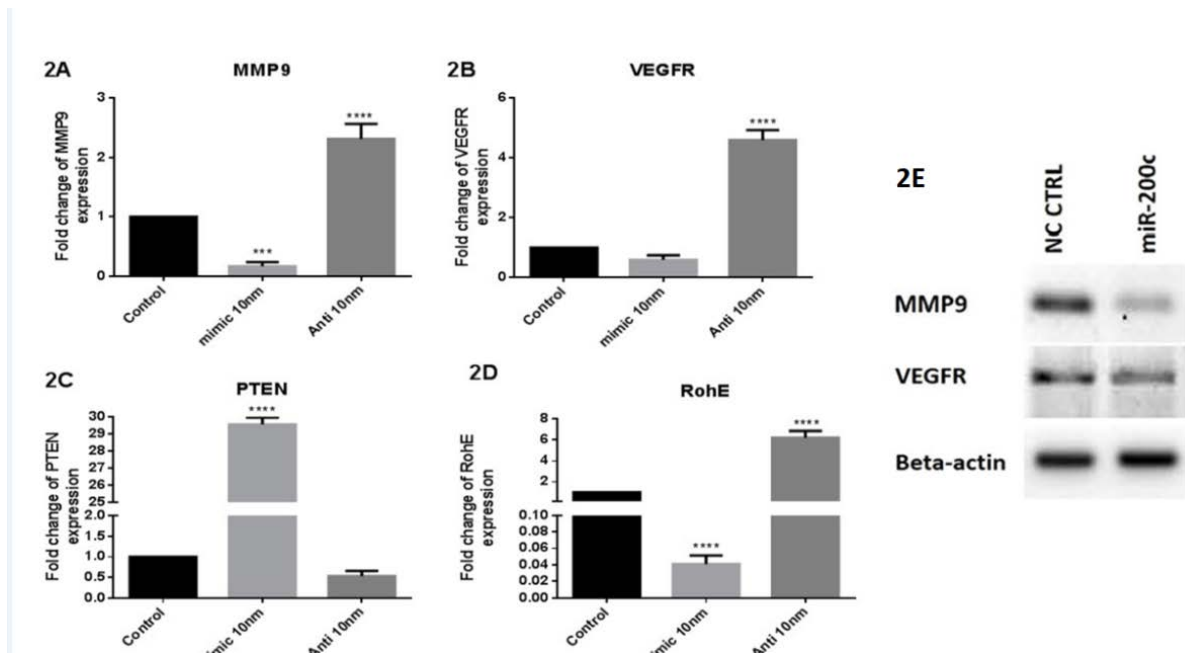 2A
MMP9
Fold change of MMP9
expression
3
2
1
0
***
****
Control
mimic 10nm
Anti 10nm
2B
VEGFR
Fold change of VEGFR
expression
6
4
2
0
****
Control
mimic 10nm
Anti 10nm
2C
PTEN
Fold change of PTEN
expression
30
29
28
27
26
25
2.0
1.5
1.0
0.5
0.0
****
Control
mimic 10nm
Anti 10nm
2D
RohE
Fold change of RohE
expression
8
6
4
2
0.10
0.08
0.06
0.04
0.02
0.00
****
****
Control
mimic 10nm
Anti 10nm
2E
NC CTRL
miR-200c
MMP9
VEGFR
Beta-actin